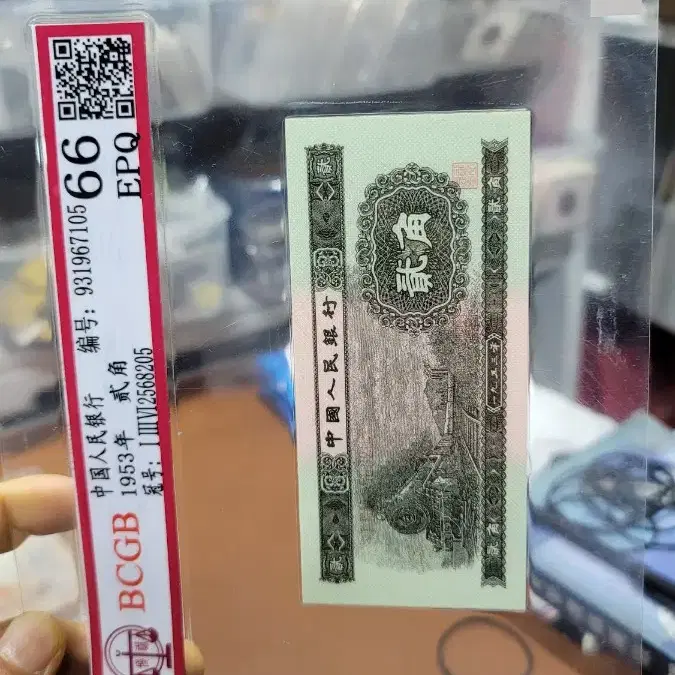 66
EPQ
中国人民银行 编号: 931967105
1953年 贰角
冠号: IIIIVI2568205
BCGB
中國人民銀行
貳角